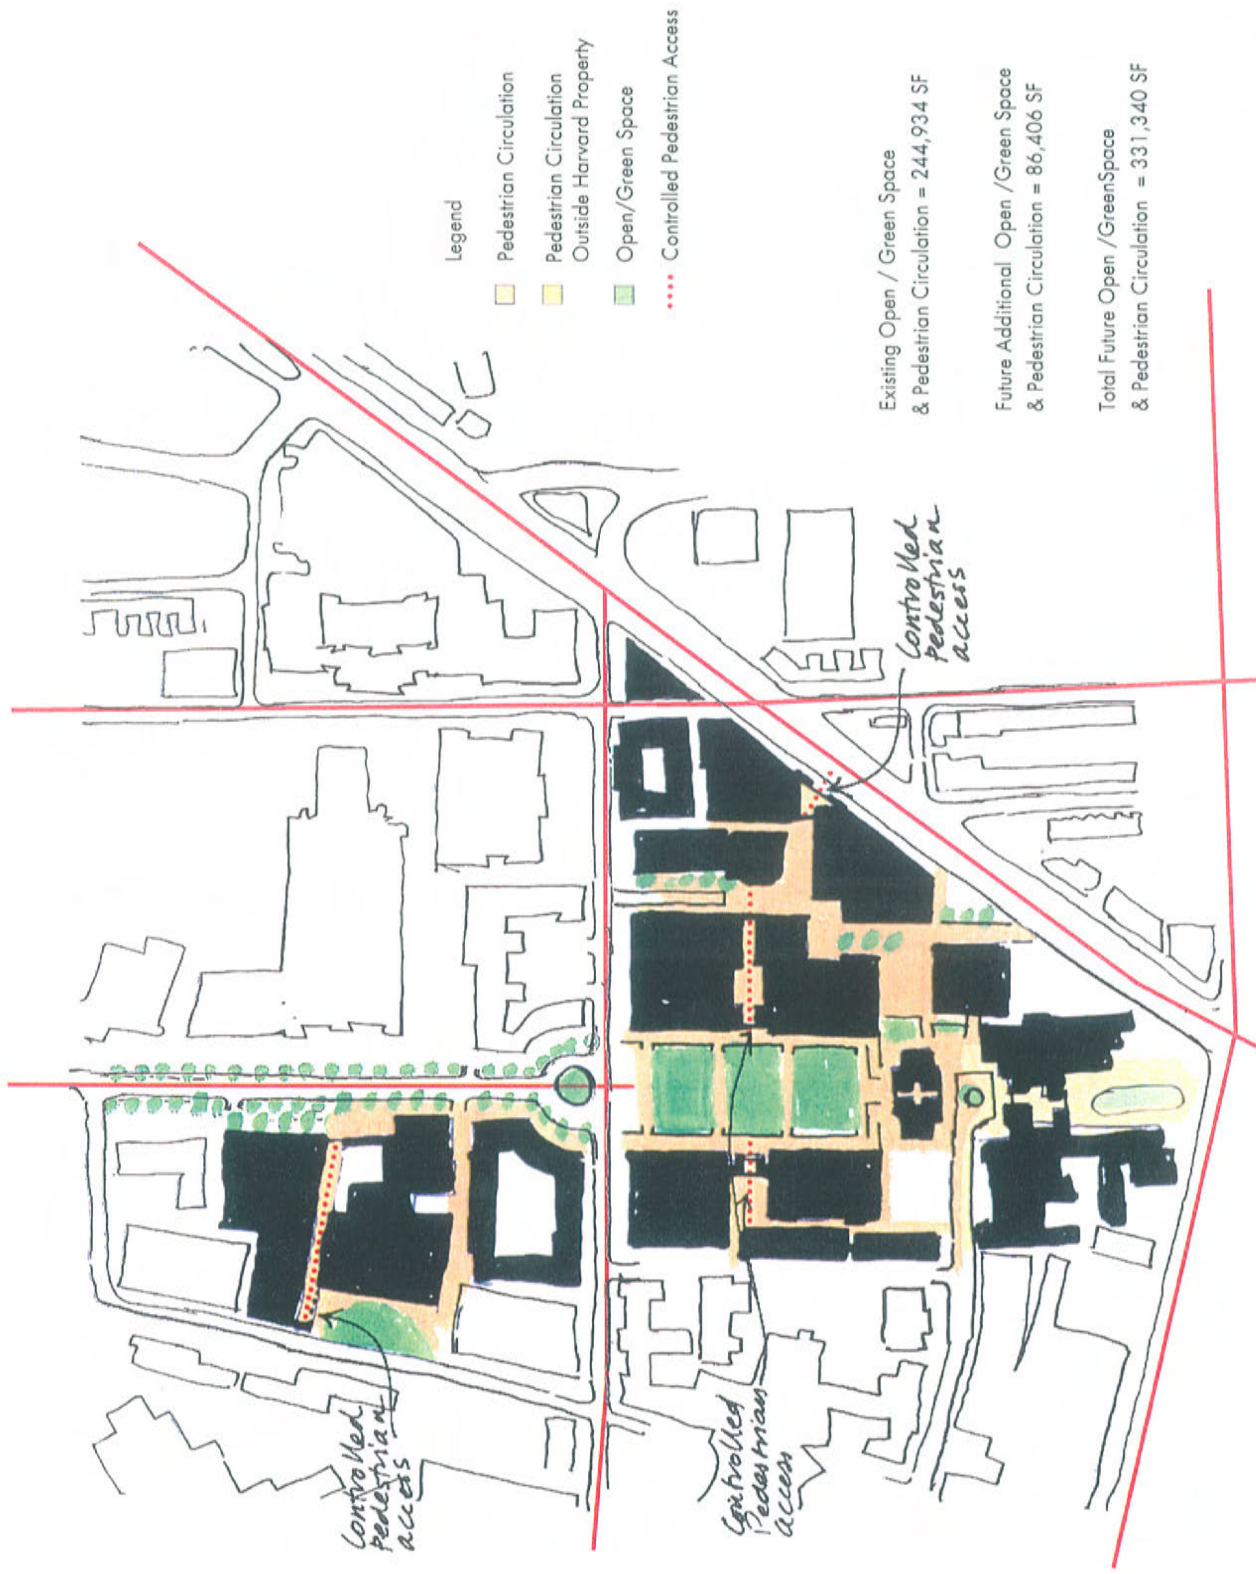 Legend
Pedestrian Circulation
Pedestrian Circulation
Outside Harvard Property
Open/Green Space
Controlled Pedestrian Access
Existing Open / Green Space
& Pedestrian Circulation = 244,934 SF
Future Additional Open /Green Space
& Pedestrian Circulation = 86,406 SF
Total Future Open /GreenSpace
& Pedestrian Circulation = 331,340 SF
Controlled
pedestrian
access
Controlled
Pedestrian
access
Controlled
pedestrian
access